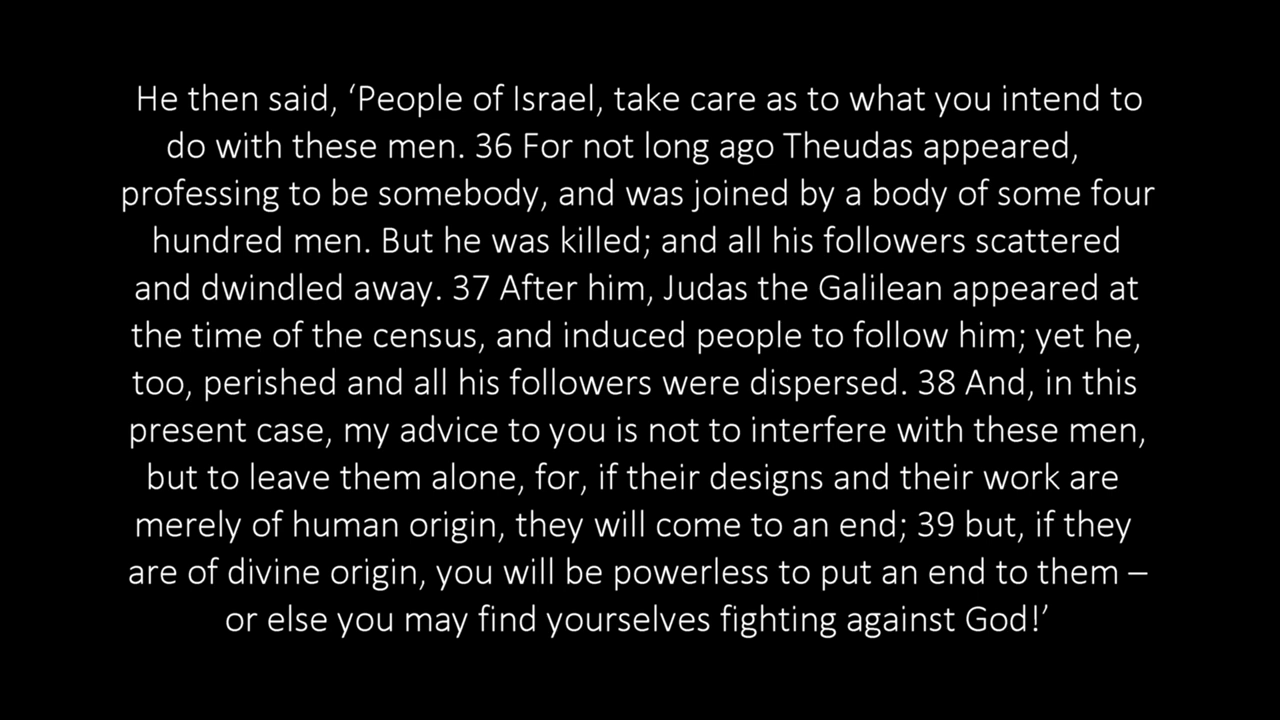 He then said, ‘People of Israel, take care as to what you intend to
do with these men. 36 For not long ago Theudas appeared,
professing to be somebody, and was joined by a body of some four
hundred men. But he was killed; and all his followers scattered
and dwindled away. 37 After him, Judas the Galilean appeared at
the time of the census, and induced people to follow him; yet he,
too, perished and all his followers were dispersed. 38 And, in this
present case, my advice to you is not to interfere with these men,
but to leave them alone, for, if their designs and their work are
merely of human origin, they will come to an end; 39 but, if they
are of divine origin, you will be powerless to put an end to them –
or else you may find yourselves fighting against God!’